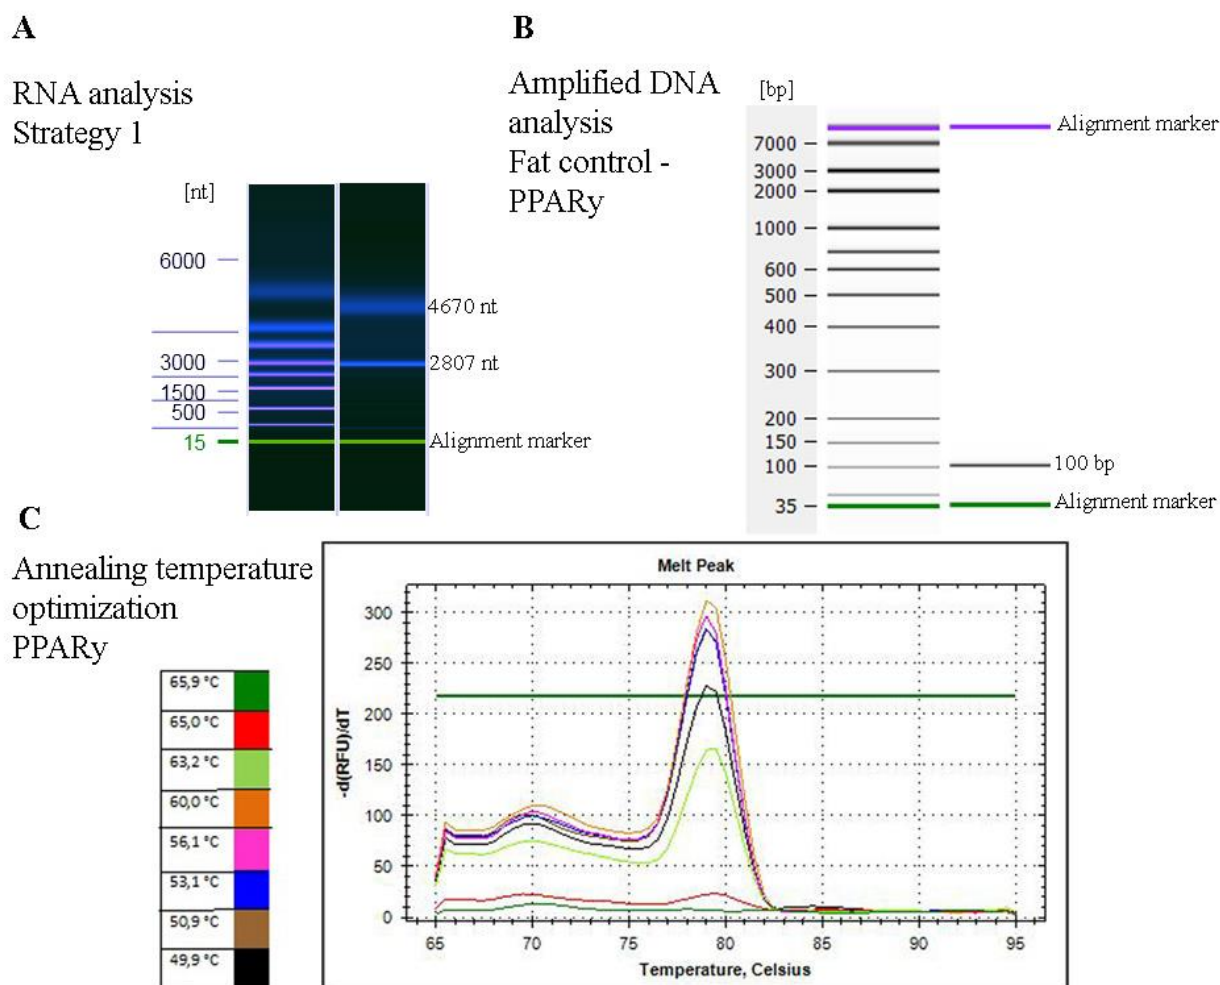 A
RNA analysis
Strategy 1
[nt]
6000
3000
1500
500
15
4670 nt
2807 nt
Alignment marker
B
Amplified DNA
analysis
Fat control -
PPARy
[bp]
7000
3000
2000
1000
600
500
400
300
200
150
100
35
Alignment marker
100 bp
Alignment marker
C
Annealing temperature
optimization
PPARy
65,9 °C
65,0 °C
63,2 °C
60,0 °C
56,1 °C
53,1 °C
50,9 °C
49,9 °C
Melt Peak
-d(RFU)/dT
300
250
200
150
100
50
0
65 70 75 80 85 90 95
Temperature, Celsius